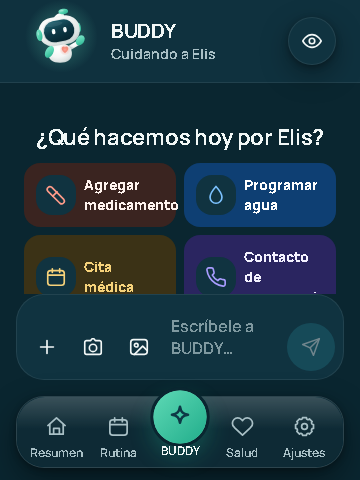 BUDDY
Cuidando a Elis
¿Qué hacemos hoy por Elis?
Agregar
medicamento
Programar
agua
Cita
médica
Contacto
de
Escríbele a
BUDDY...
Resumen
Rutina
BUDDY
Salud
Ajustes